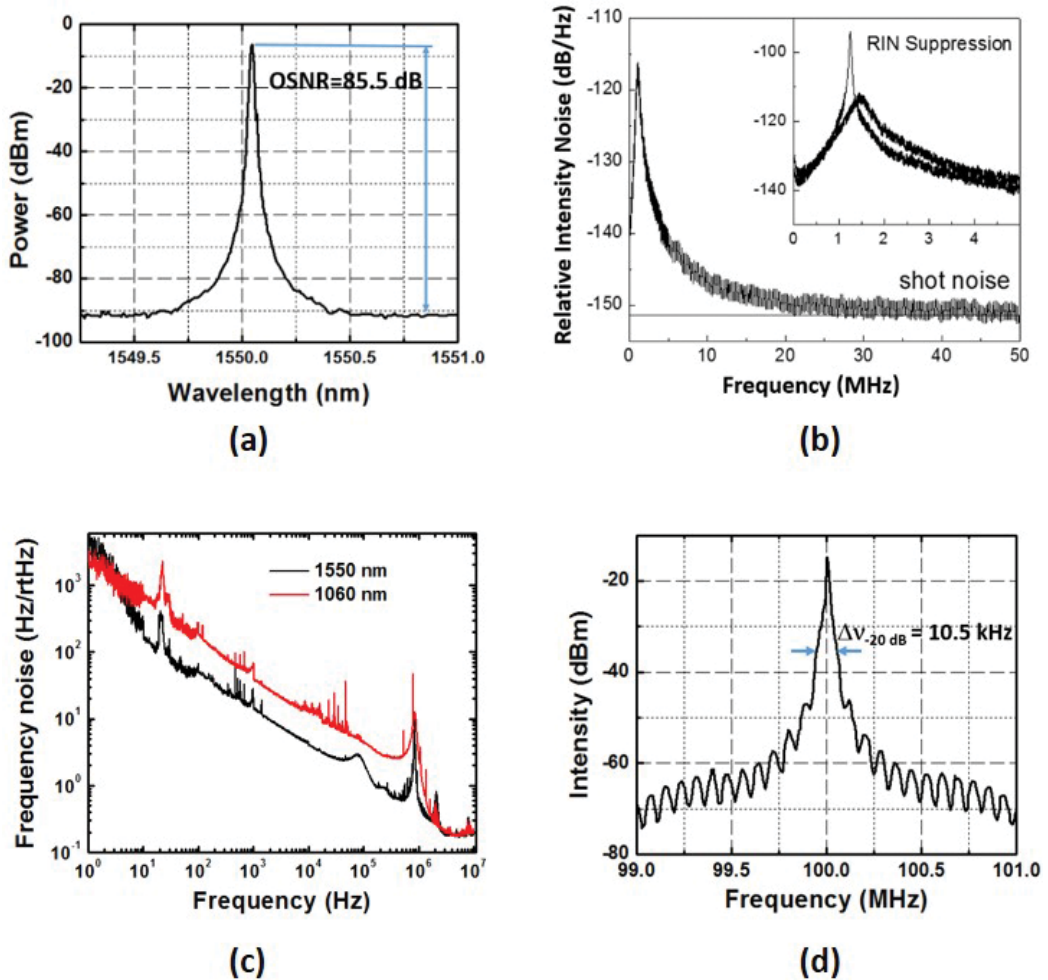 0
-20
-40
-60
-80
-100
Power (dBm)
OSNR=85.5 dB
1549.5 1550.0 1550.5 1551.0
Wavelength (nm)
(a)
-110
-120
-130
-140
-150
Relative Intensity Noise (dB/Hz)
RIN Suppression
-100
-120
-140
0 1 2 3 4 5
shot noise
0 10 20 30 40 50
Frequency (MHz)
(b)
10³
10²
10¹
10⁰
10⁻¹
Frequency noise (Hz/rtHz)
1550 nm
1060 nm
10⁰ 10¹ 10² 10³ 10⁴ 10⁵ 10⁶ 10⁷
Frequency (Hz)
(c)
-20
-40
-60
-80
Intensity (dBm)
Δν-20 dB = 10.5 kHz
99.0 99.5 100.0 100.5 101.0
Frequency (MHz)
(d)